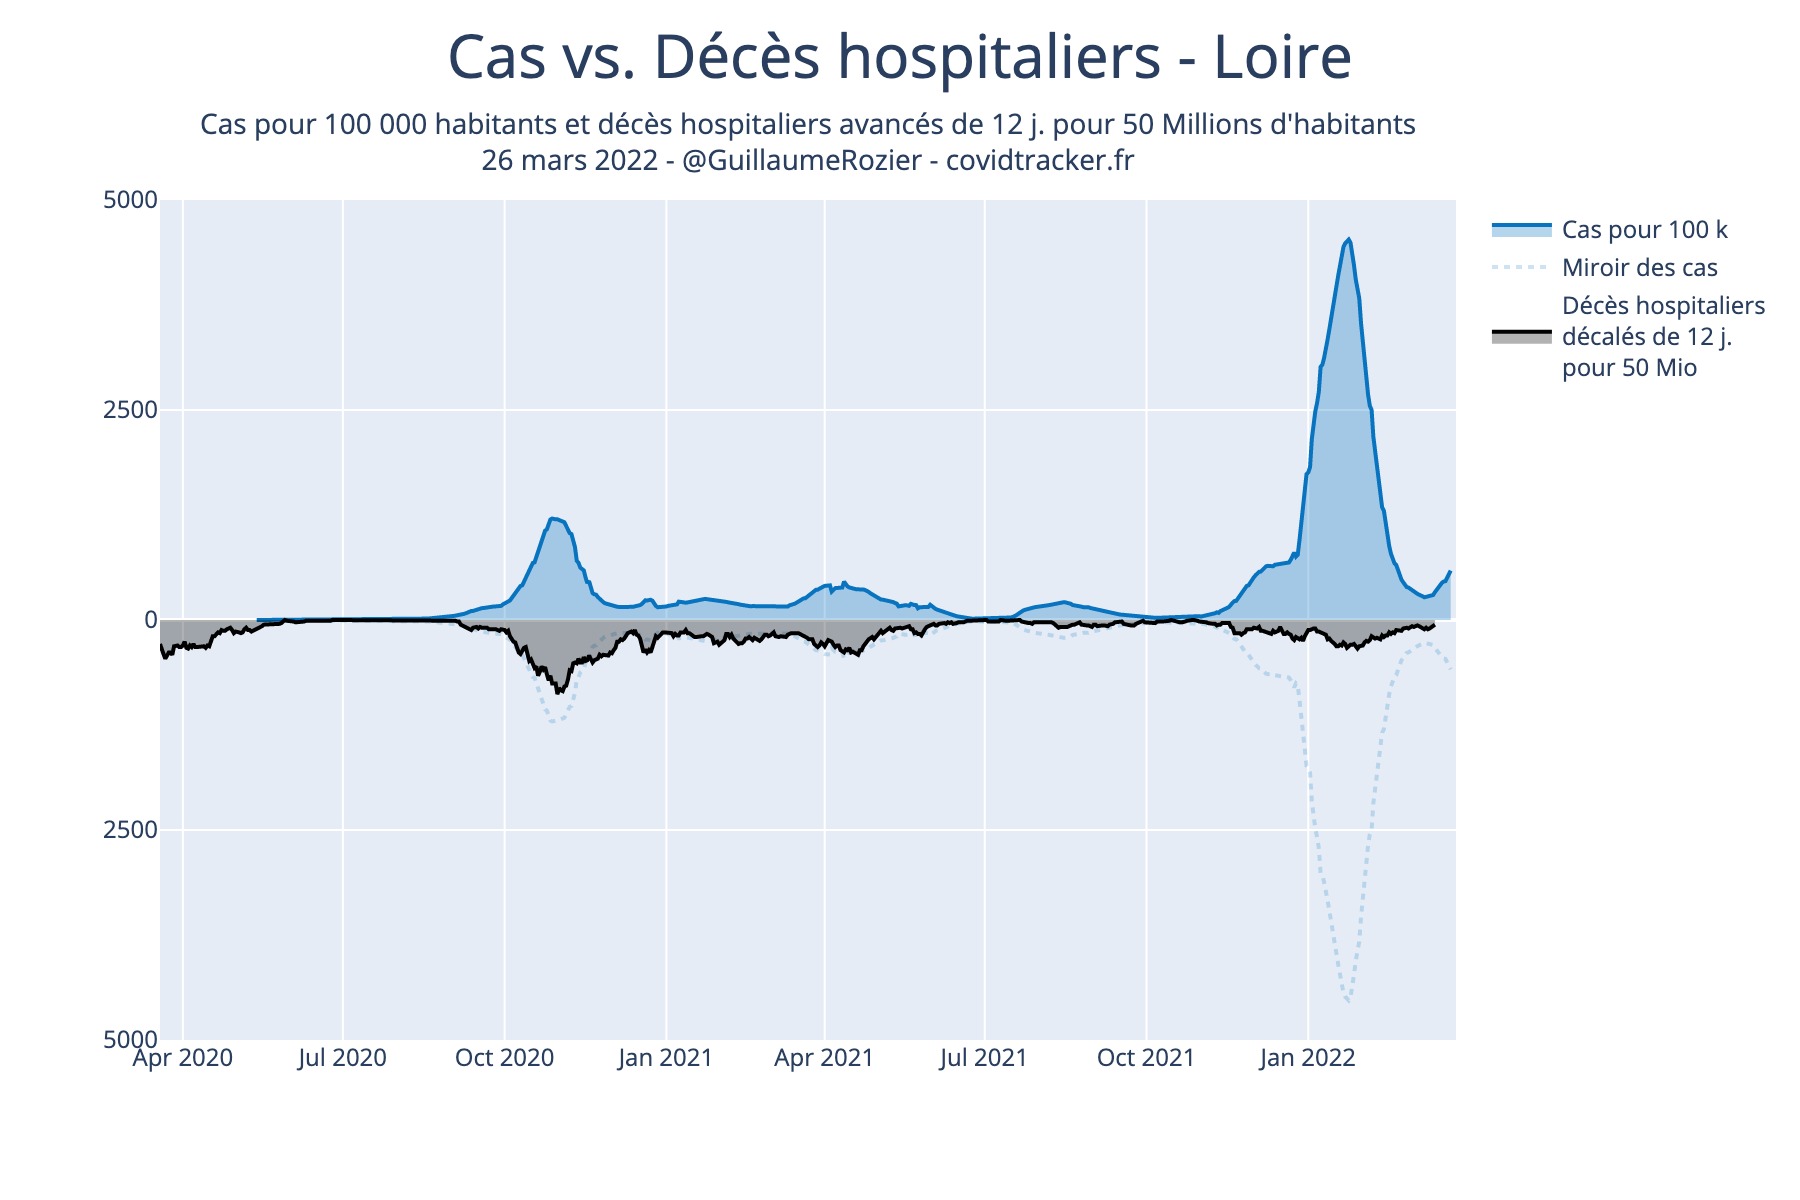 Cas vs. Décès hospitaliers - Loire
Cas pour 100 000 habitants et décès hospitaliers avancés de 12 j. pour 50 Millions d'habitants
26 mars 2022 - @GuillaumeRozier - covidtracker.fr
5000
2500
0
2500
5000
Apr 2020
Jul 2020
Oct 2020
Jan 2021
Apr 2021
Jul 2021
Oct 2021
Jan 2022
Cas pour 100 k
Miroir des cas
Décès hospitaliers
décalés de 12 j.
pour 50 Mio